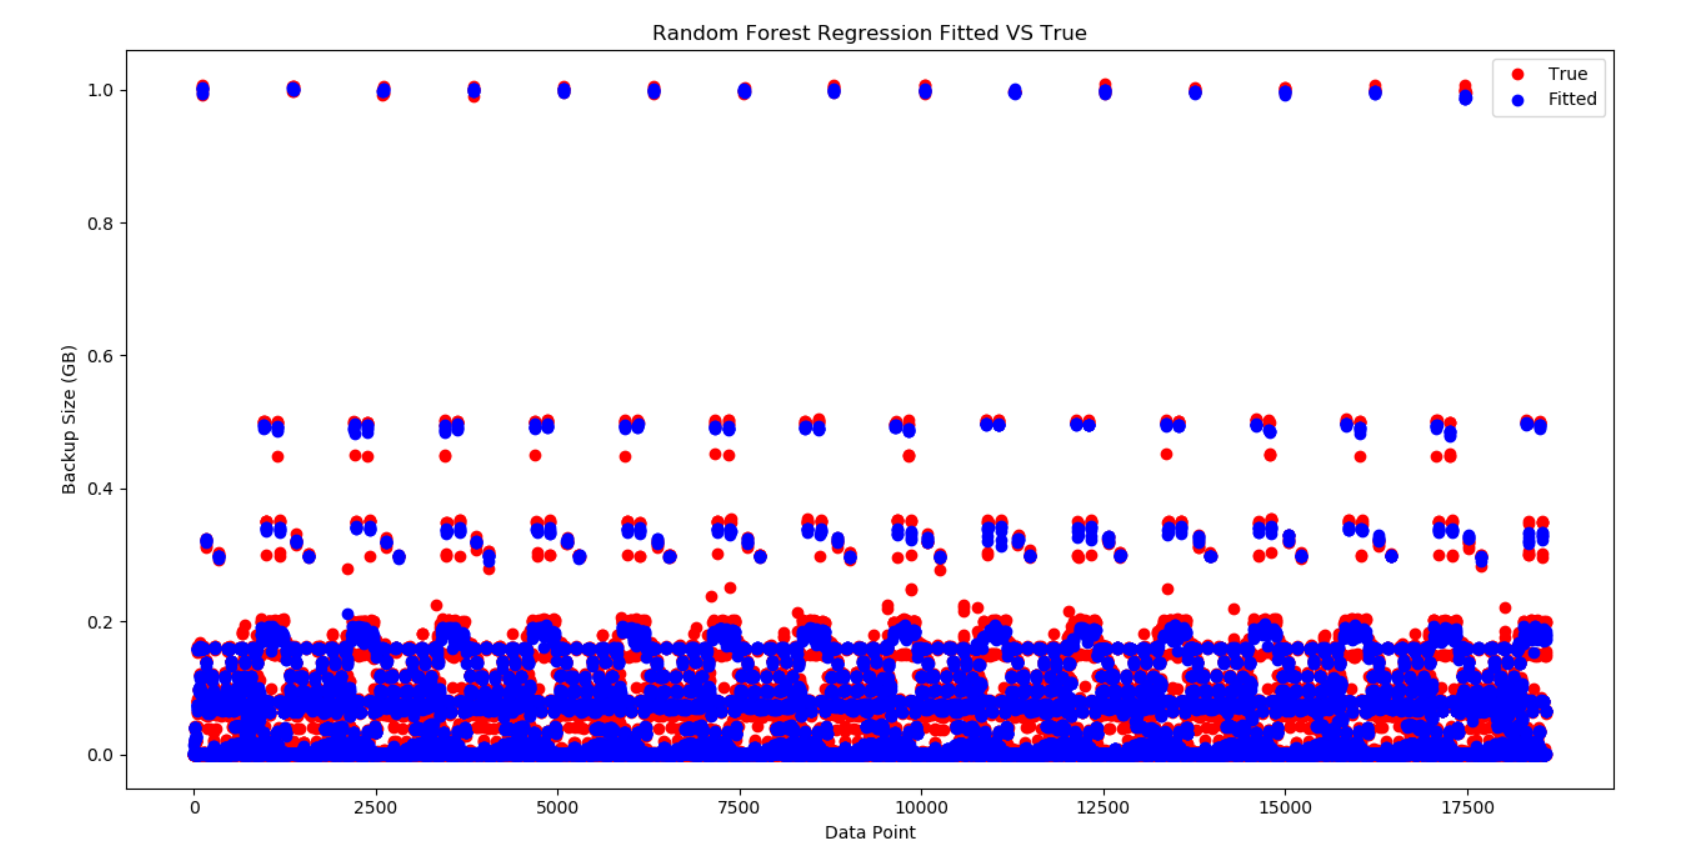 Random Forest Regression Fitted VS True
True
Fitted
1.0
0.8
0.6
0.4
0.2
0.0
Backup Size (GB)
0 2500 5000 7500 10000 12500 15000 17500
Data Point